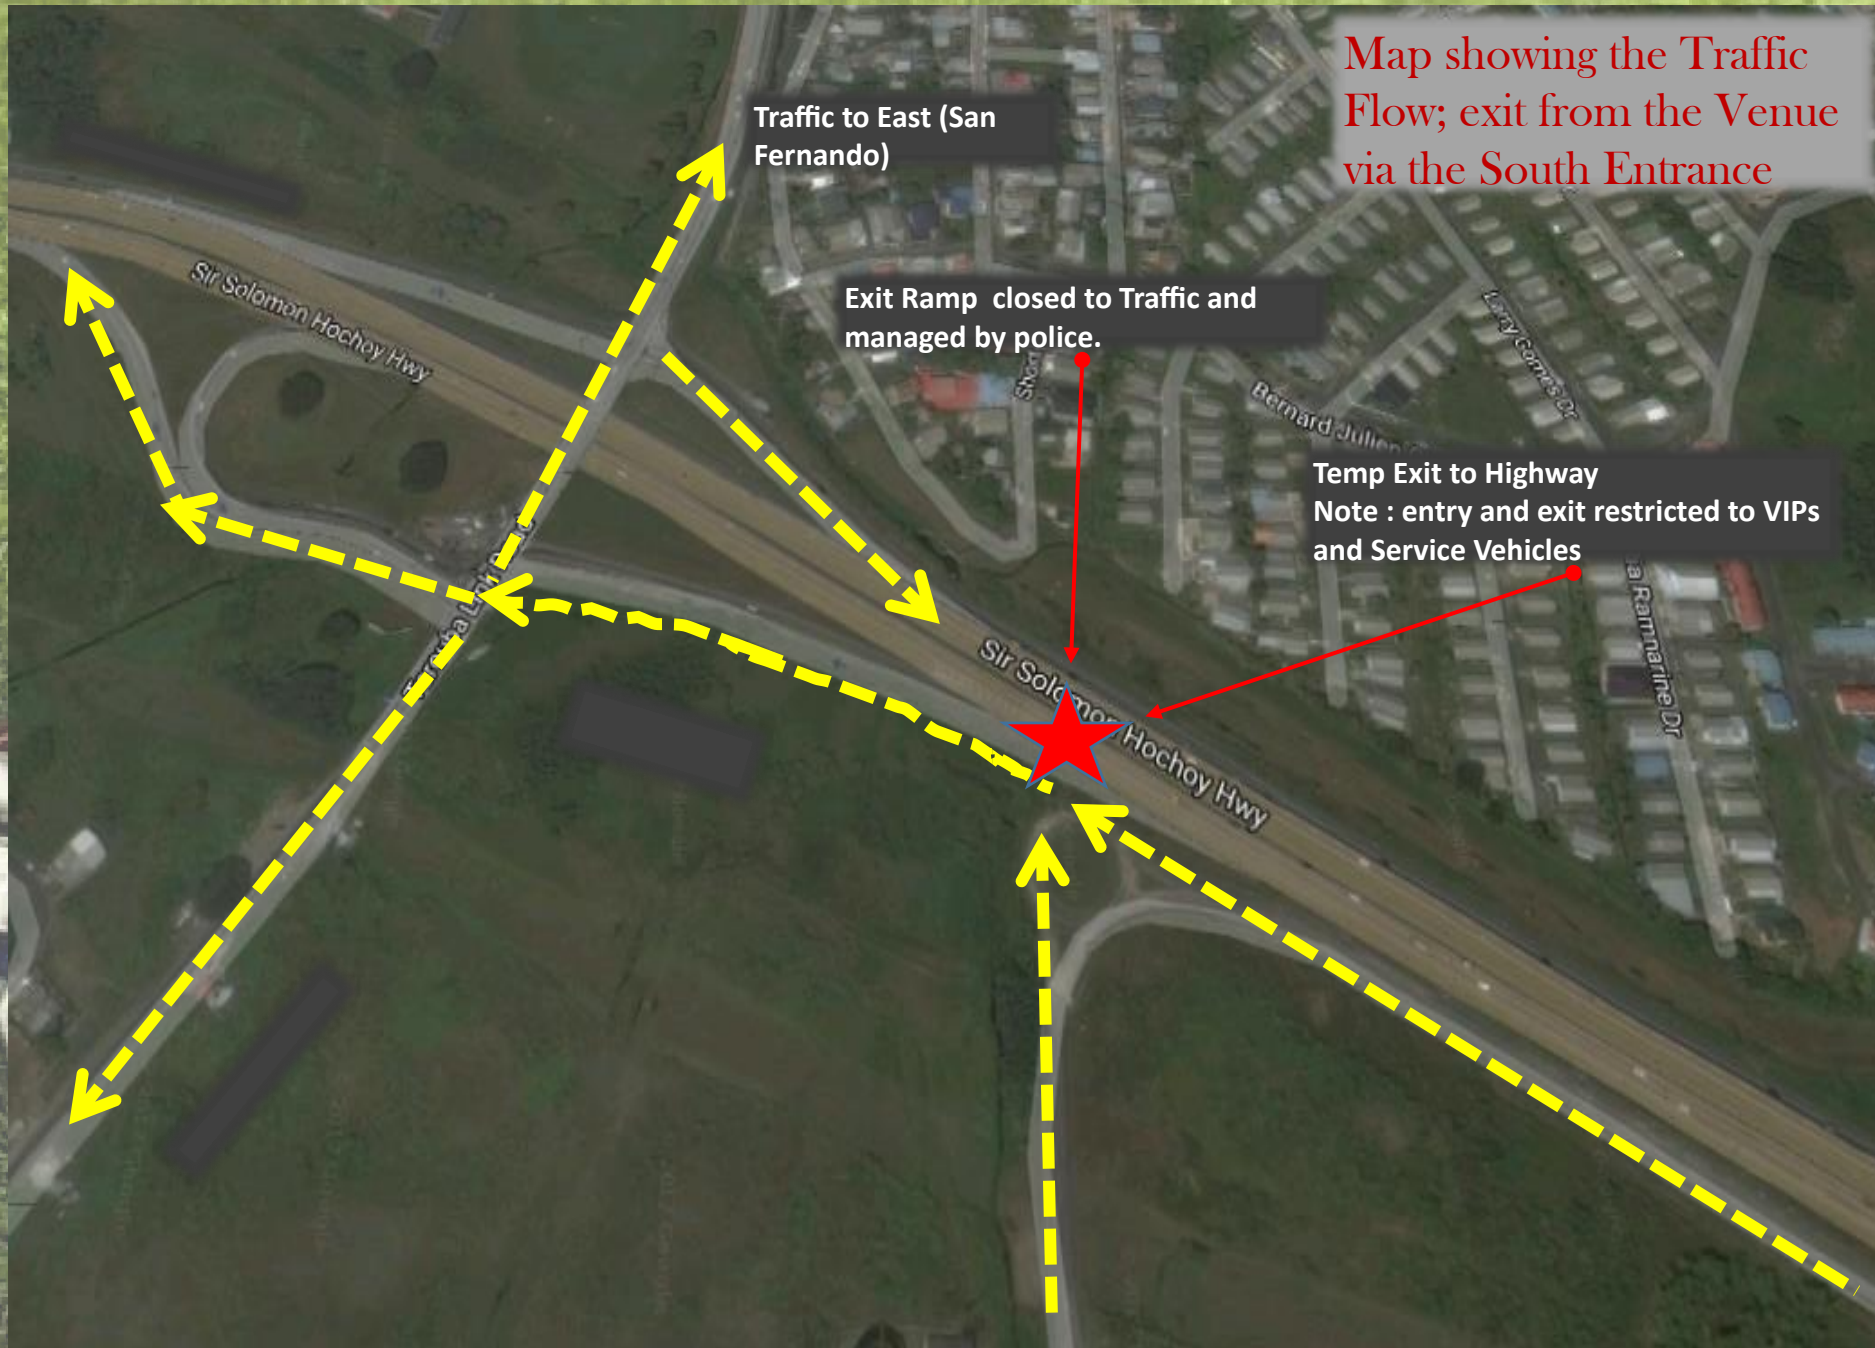 Map showing the Traffic
Flow; exit from the Venue
via the South Entrance
Traffic to East (San
Fernando)
Sir Solomon Hochoy Hwy
Exit Ramp  closed to Traffic and
managed by police.
Larry Gomes Dr
Bernard Julien
Temp Exit to Highway
Note : entry and exit restricted to VIPs
and Service Vehicles
Ramnarine Dr
Sir Solomon Hochoy Hwy